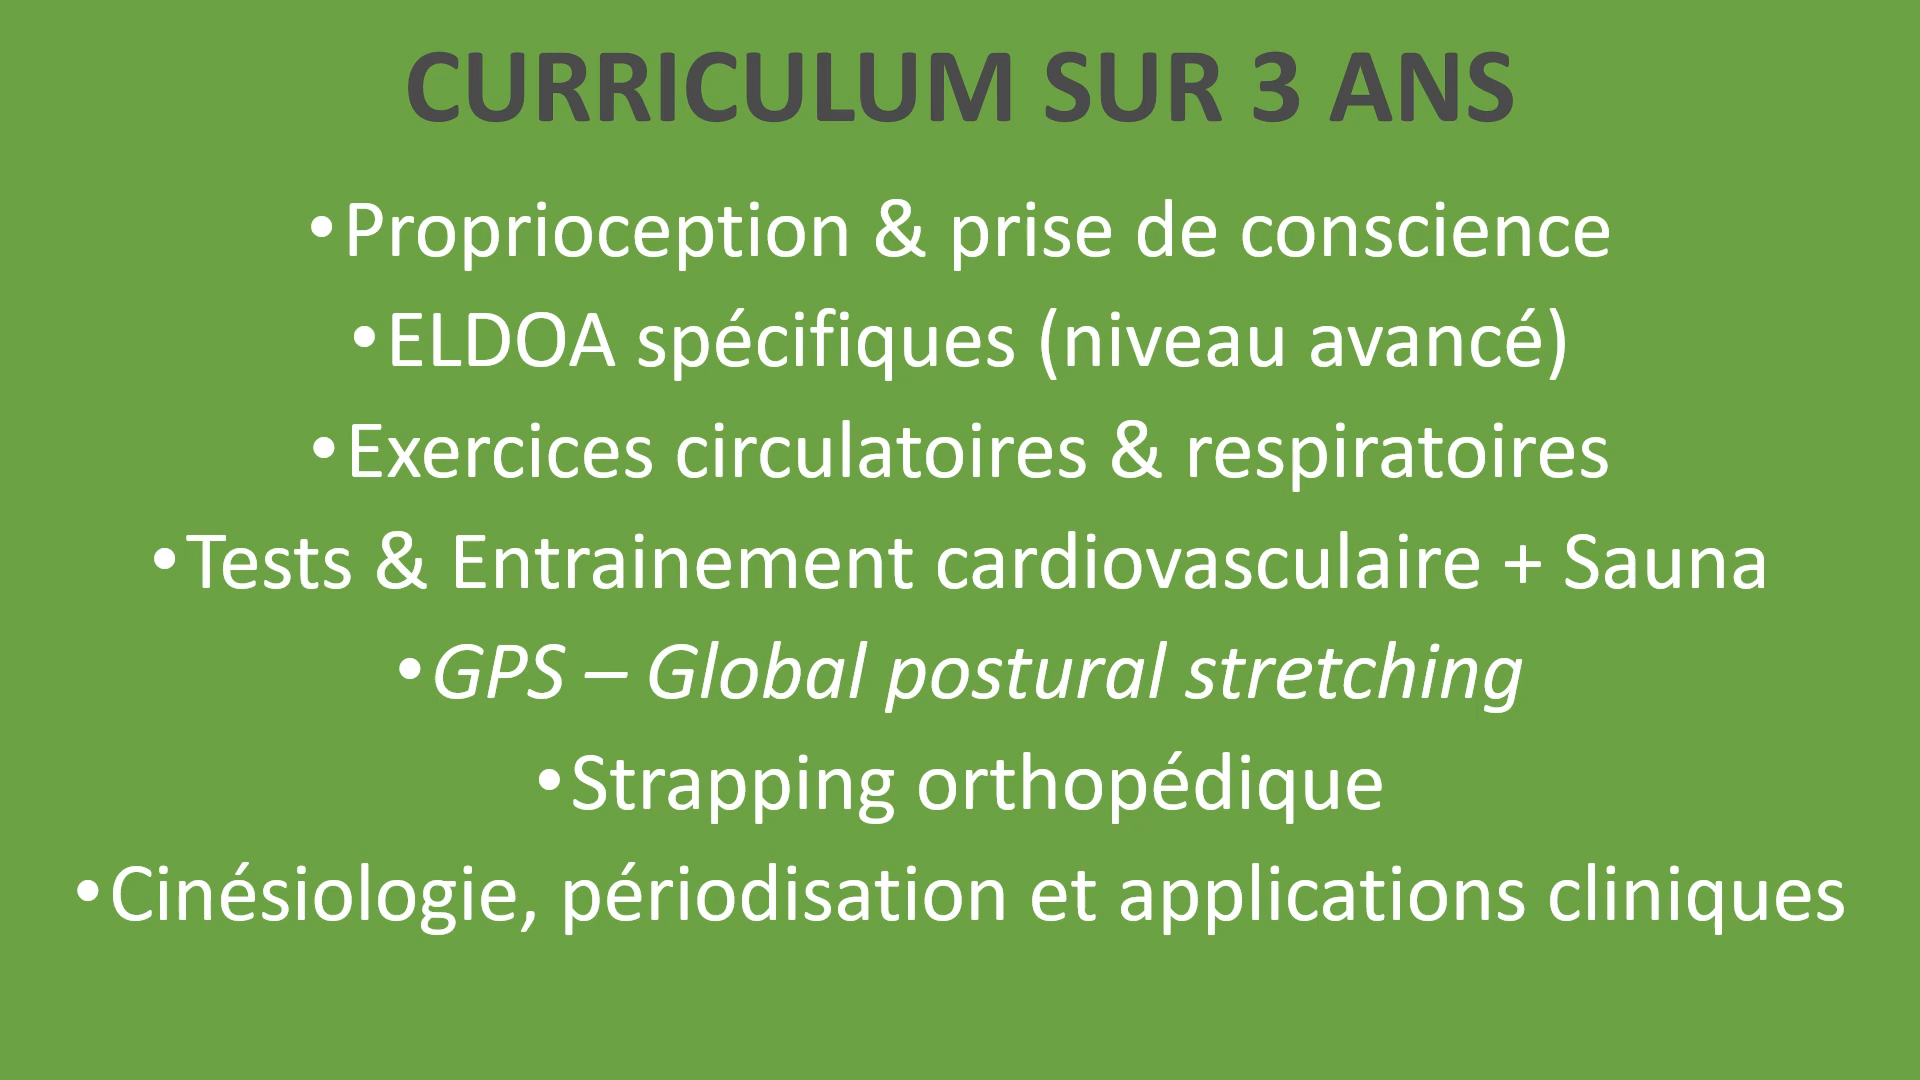 CURRICULUM SUR 3 ANS
•Proprioception & prise de conscience
•ELDOA spécifiques (niveau avancé)
•Exercices circulatoires & respiratoires
•Tests & Entrainement cardiovasculaire + Sauna
•GPS – Global postural stretching
•Strapping orthopédique
•Cinésiologie, périodisation et applications cliniques